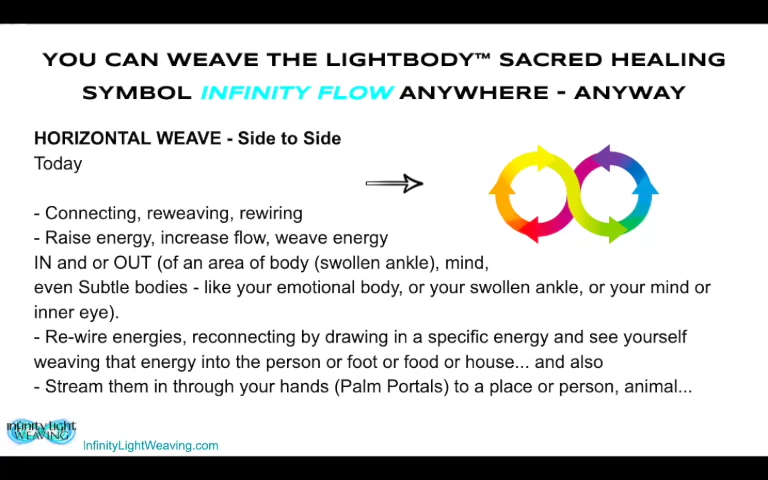 YOU CAN WEAVE THE LIGHTBODY™ SACRED HEALING
SYMBOL INFINITY FLOW ANYWHERE - ANYWAY
HORIZONTAL WEAVE - Side to Side
Today
- Connecting, reweaving, rewiring
- Raise energy, increase flow, weave energy
IN and or OUT (of an area of body (swollen ankle), mind,
even Subtle bodies - like your emotional body, or your swollen ankle, or your mind or
inner eye).
- Re-wire energies, reconnecting by drawing in a specific energy and see yourself
weaving that energy into the person or foot or food or house... and also
- Stream them in through your hands (Palm Portals) to a place or person, animal...
infinity light
WEAVING
InfinityLightWeaving.com